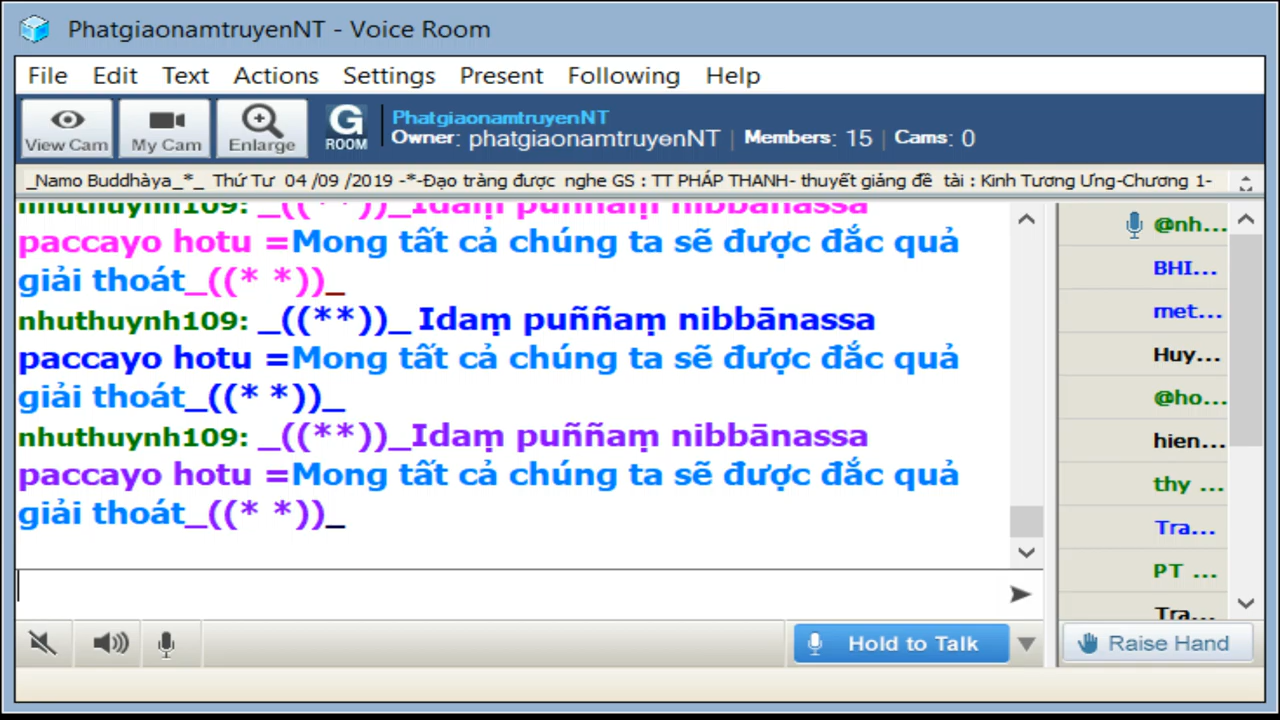 PhatgiaonamtruyenNT - Voice Room
File Edit Text Actions Settings Present Following Help
View Cam My Cam Enlarge G ROOM
PhatgiaonamtruyenNT
Owner: phatgiaonamtruyenNT | Members: 15 | Cams: 0
_Namo Buddhàya_*_ Thứ Tư 04 /09 /2019 -*-Đạo tràng được nghe GS : TT PHÁP THANH- thuyết giảng đề tài : Kinh Tương Ưng-Chương 1-
nhuthuynh109: _((**))_Idaṃ puññaṃ nibbānassa
paccayo hotu =Mong tất cả chúng ta sẽ được đắc quả
giải thoát_((* *))_
nhuthuynh109: _((**))_ Idaṃ puññaṃ nibbānassa
paccayo hotu =Mong tất cả chúng ta sẽ được đắc quả
giải thoát_((* *))_
nhuthuynh109: _((**))_Idaṃ puññaṃ nibbānassa
paccayo hotu =Mong tất cả chúng ta sẽ được đắc quả
giải thoát_((* *))_
@nh...
BHI...
met...
Huy...
@ho...
hien...
thy ...
Tra...
PT ...
Tra...
Hold to Talk
Raise Hand